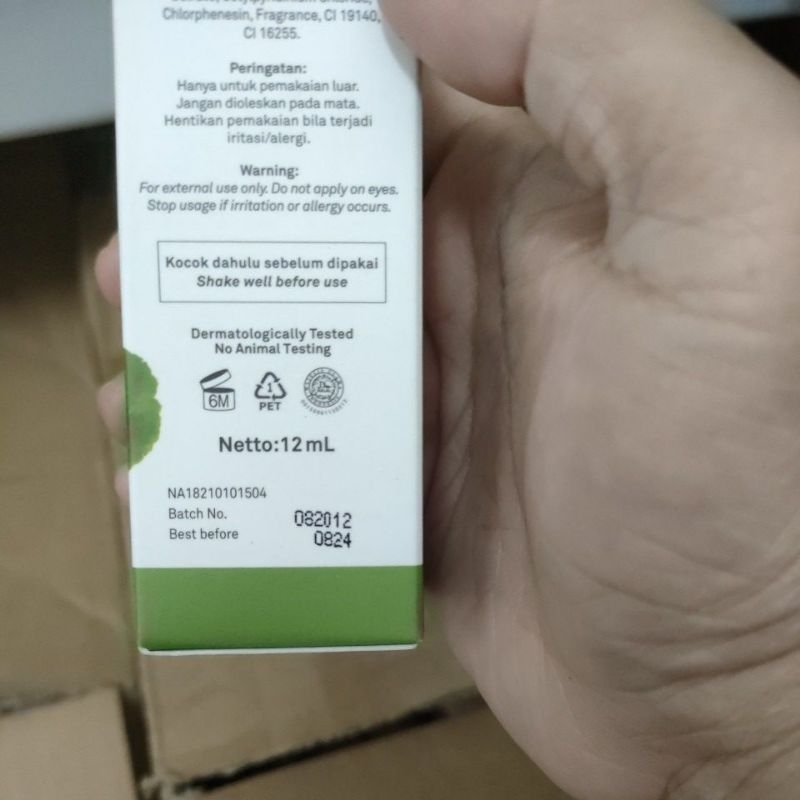 Chlorphenesin, Fragrance, CI 19140,
CI 16255.
Peringatan:
Hanya untuk pemakaian luar.
Jangan dioleskan pada mata.
Hentikan pemakaian bila terjadi
iritasi/alergi.
Warning:
For external use only. Do not apply on eyes.
Stop usage if irritation or allergy occurs.
Kocok dahulu sebelum dipakai
Shake well before use
Dermatologically Tested
No Animal Testing
6M
1
PET
Netto:12 mL
NA18210101504
Batch No. 082012
Best before 0824